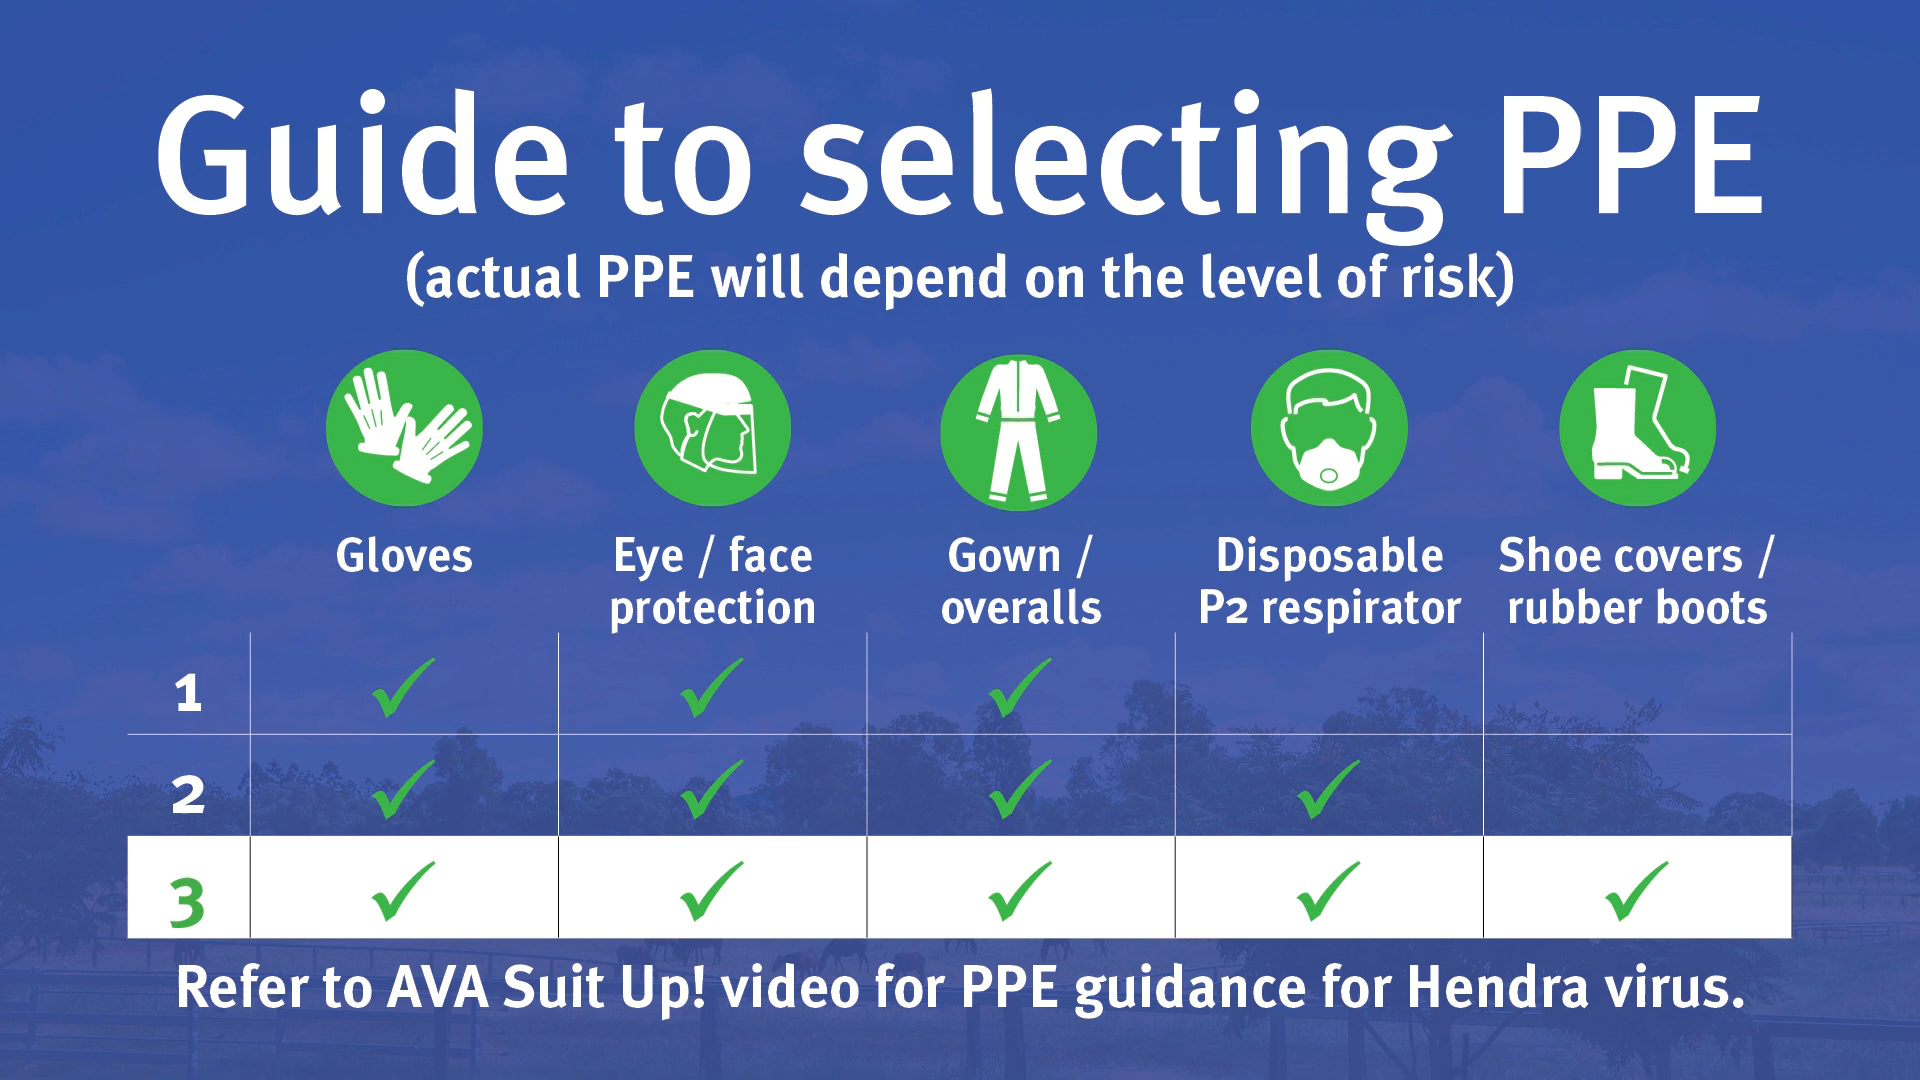 Guide to selecting PPE
(actual PPE will depend on the level of risk)
Gloves
Eye / face
protection
Gown /
overalls
Disposable
P2 respirator
Shoe covers /
rubber boots
1 ✓ ✓ ✓
2 ✓ ✓ ✓ ✓
3 ✓ ✓ ✓ ✓ ✓
Refer to AVA Suit Up! video for PPE guidance for Hendra virus.